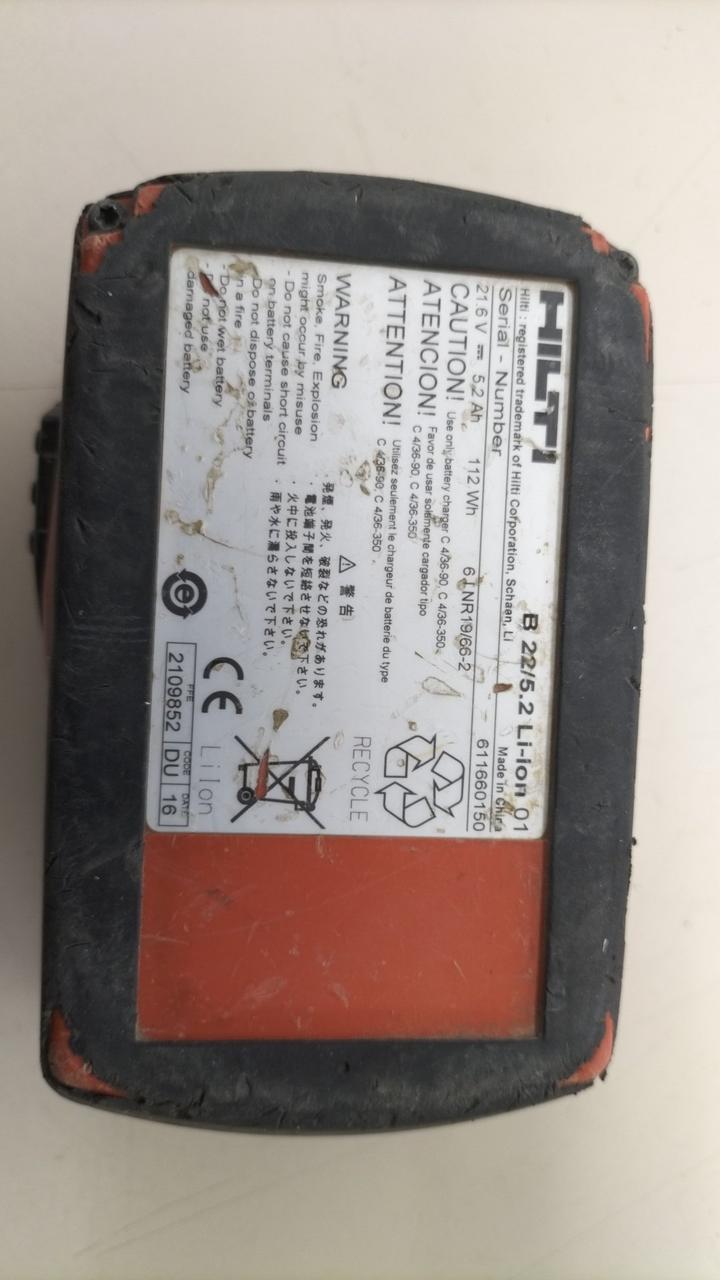 HILTI
B 22/5.2 Li-Ion 01
Hilti : registered trademark of Hilti Corporation, Schaan, Li
Made in China
Serial - Number
611660150
21.6 V ⎓ 5.2 Ah 112 Wh 6 INR19/66-2
CAUTION! Use only battery charger C 4/36-90, C 4/36-350
ATENCION! Favor de usar solamente cargador tipo
C 4/36-90, C 4/36-350
ATTENTION! Utilisez seulement le chargeur de batterie du type
C 4/36-90, C 4/36-350
RECYCLE
WARNING
Smoke, Fire, Explosion
might occur by misuse
- Do not cause short circuit
on battery terminals
- Do not dispose of battery
in a fire
- Do not wet battery
- Do not use
damaged battery
⚠ 警告
発煙、発火、破裂などの恐れがあります。
・電池端子間を短絡させないで下さい。
・火中に投入しないで下さい。
・雨や水に濡らさないで下さい。
CE
Li Ion
FFE CODE DATE
2109852 DU 16